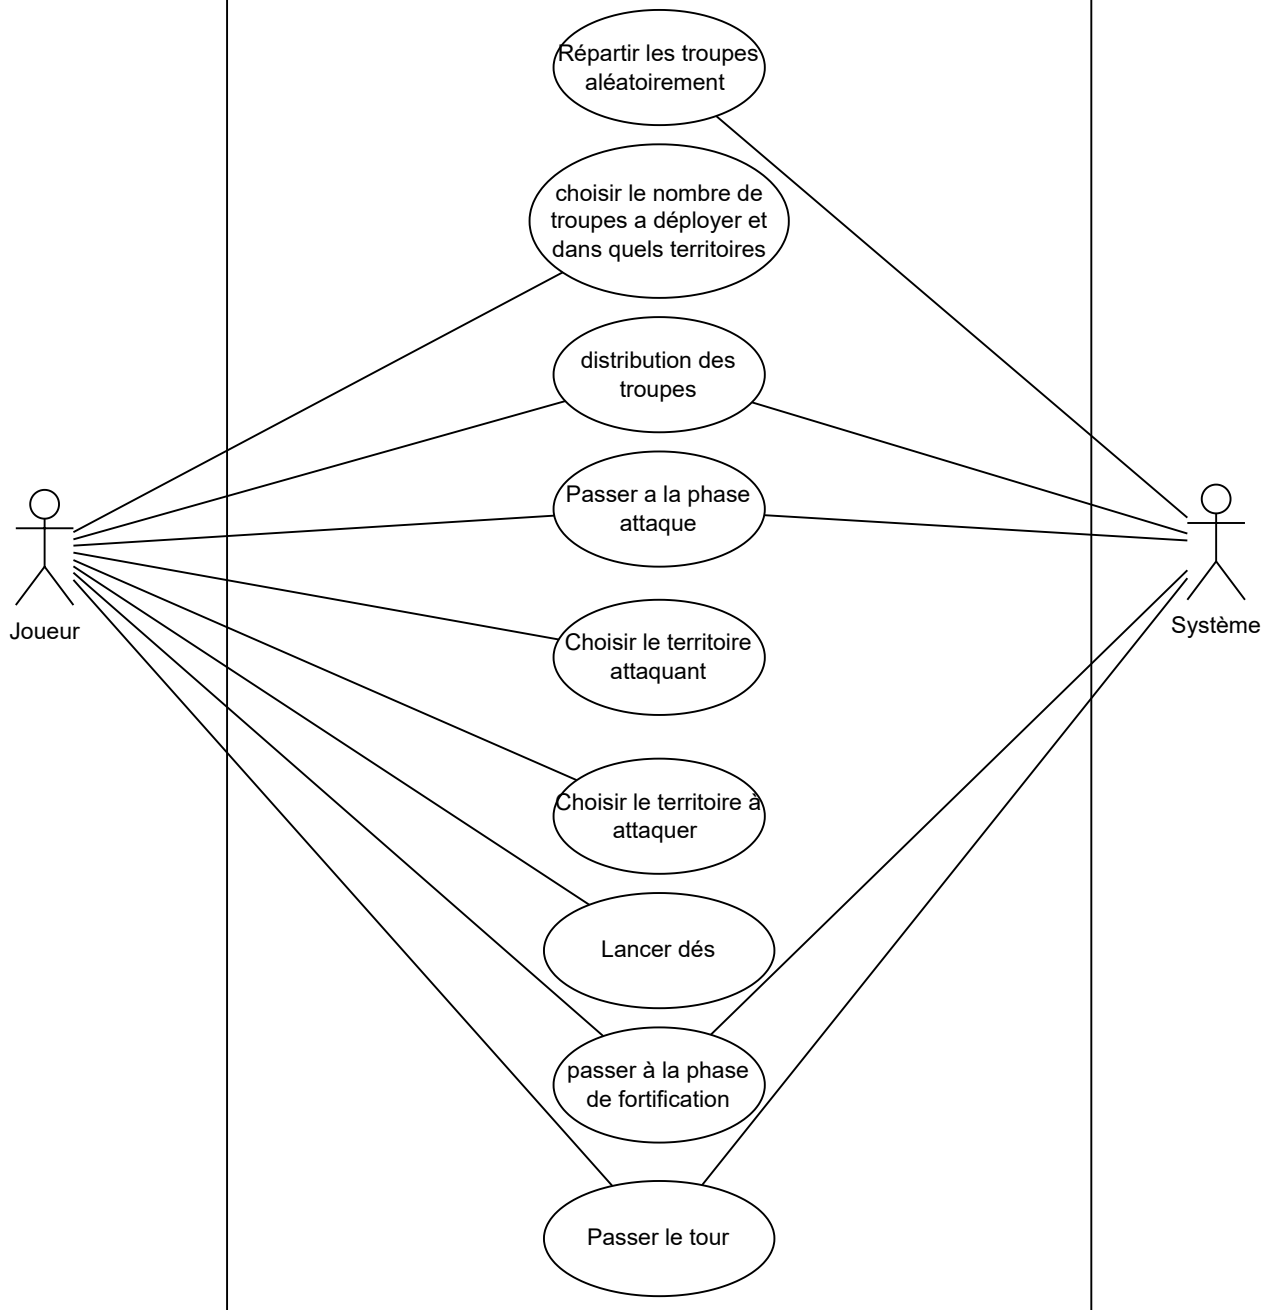 Répartir les troupes
aléatoirement
choisir le nombre de
troupes a déployer et
dans quels territoires
distribution des
troupes
Passer a la phase
attaque
Joueur
Système
Choisir le territoire
attaquant
Choisir le territoire à
attaquer
Lancer dés
passer à la phase
de fortification
Passer le tour